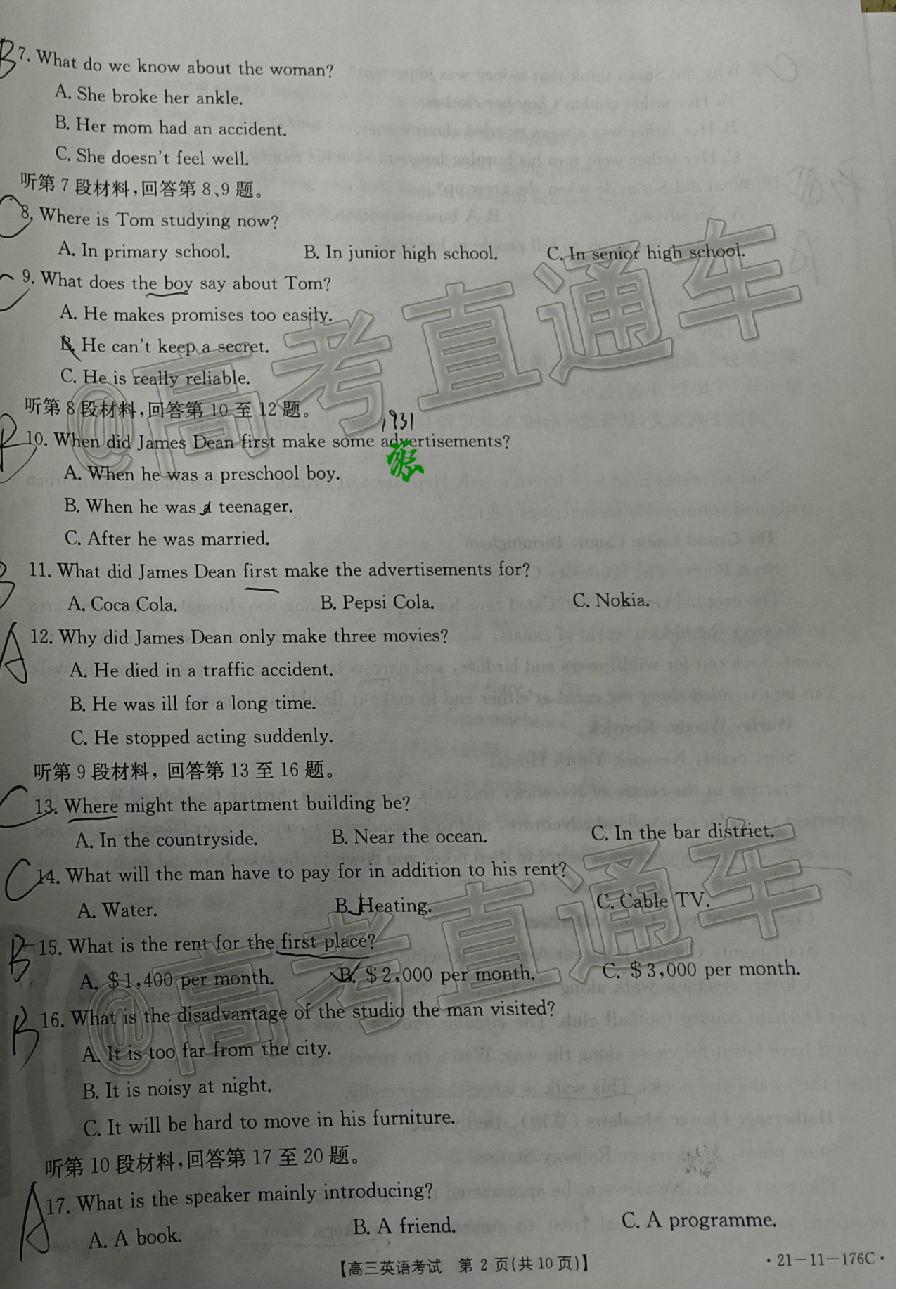 B 7. What do we know about the woman?
A. She broke her ankle.
B. Her mom had an accident.
C. She doesn't feel well.
听第7段材料,回答第8、9题。
8. Where is Tom studying now?
A. In primary school. B. In junior high school. C. In senior high school.
9. What does the boy say about Tom?
A. He makes promises too easily.
B. He can't keep a secret.
C. He is really reliable.
听第8段材料,回答第10至12题。
1931
B 10. When did James Dean first make some advertisements?
A. When he was a preschool boy.
B. When he was a teenager.
C. After he was married.
B 11. What did James Dean first make the advertisements for?
A. Coca Cola. B. Pepsi Cola. C. Nokia.
A 12. Why did James Dean only make three movies?
A. He died in a traffic accident.
B. He was ill for a long time.
C. He stopped acting suddenly.
听第9段材料,回答第13至16题。
C 13. Where might the apartment building be?
A. In the countryside. B. Near the ocean. C. In the bar district.
C 14. What will the man have to pay for in addition to his rent?
A. Water. B. Heating. C. Cable TV.
B 15. What is the rent for the first place?
A. $1,400 per month. B. $2,000 per month. C. $3,000 per month.
B 16. What is the disadvantage of the studio the man visited?
A. It is too far from the city.
B. It is noisy at night.
C. It will be hard to move in his furniture.
听第10段材料,回答第17至20题。
A 17. What is the speaker mainly introducing?
A. A book. B. A friend. C. A programme.
【高三英语考试 第2页(共10页)】 ·21-11-176C·
@高考直通车
@高考直通车